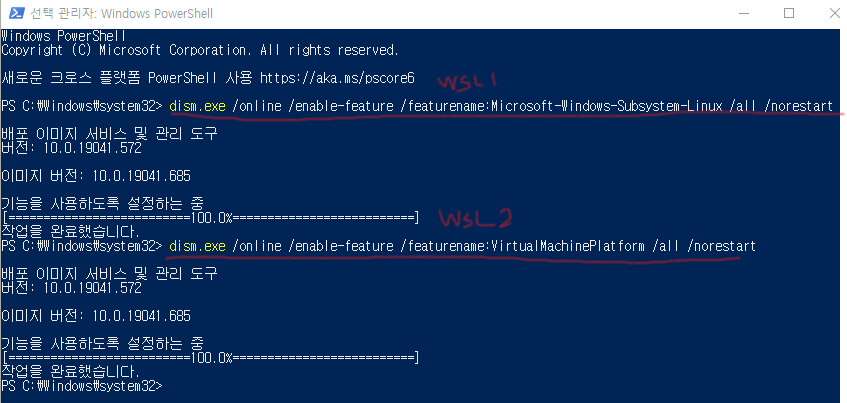 선택 관리자: Windows PowerShell
Windows PowerShell
Copyright (C) Microsoft Corporation. All rights reserved.
새로운 크로스 플랫폼 PowerShell 사용 https://aka.ms/pscore6
WSL1
PS C:\Windows\system32> dism.exe /online /enable-feature /featurename:Microsoft-Windows-Subsystem-Linux /all /norestart
배포 이미지 서비스 및 관리 도구
버전: 10.0.19041.572
이미지 버전: 10.0.19041.685
기능을 사용하도록 설정하는 중
[==========================100.0%==========================]
작업을 완료했습니다.
WSL2
PS C:\Windows\system32> dism.exe /online /enable-feature /featurename:VirtualMachinePlatform /all /norestart
배포 이미지 서비스 및 관리 도구
버전: 10.0.19041.572
이미지 버전: 10.0.19041.685
기능을 사용하도록 설정하는 중
[==========================100.0%==========================]
작업을 완료했습니다.
PS C:\Windows\system32>